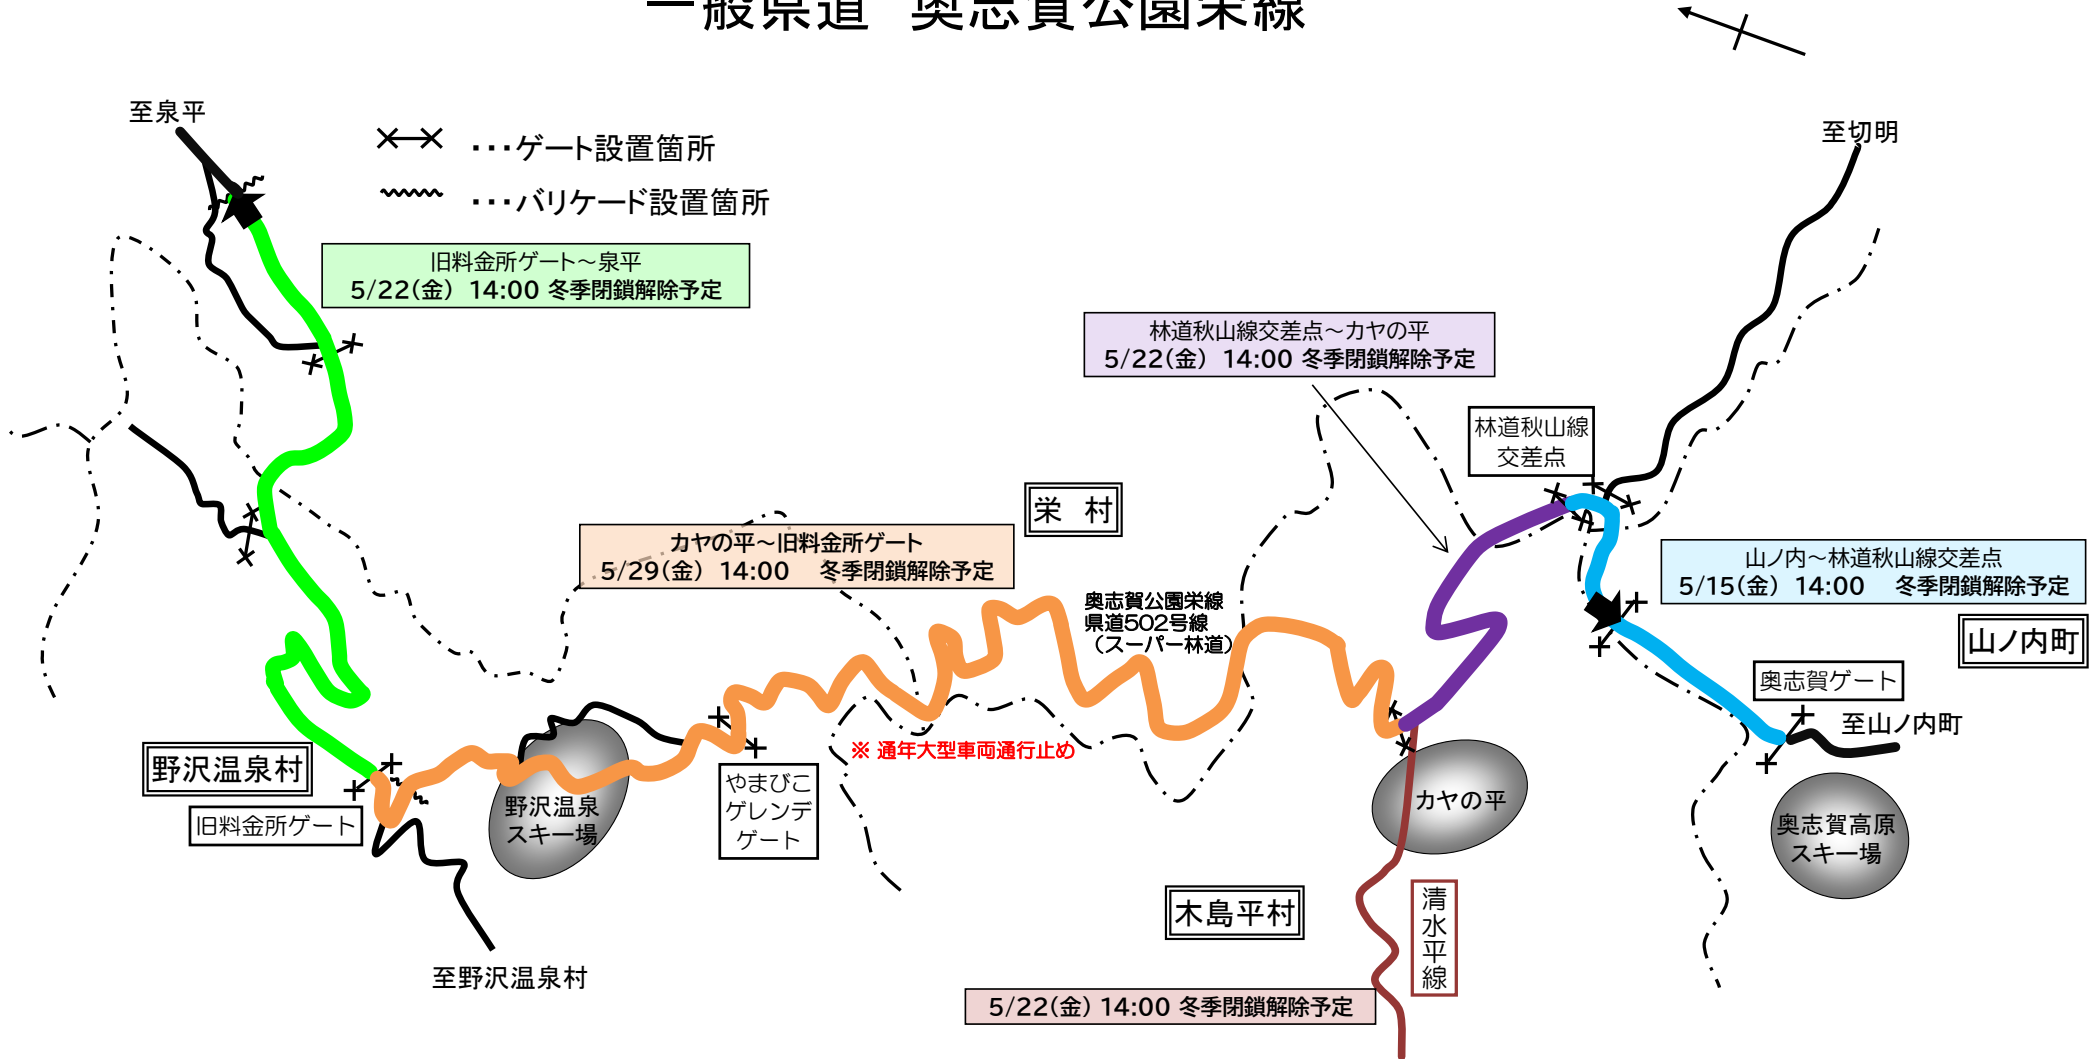 一般県道　奥志賀公園栄線
至泉平
・・・ゲート設置箇所
・・・バリケード設置箇所
至切明
旧料金所ゲート～泉平
5/22(金)　14:00 冬季閉鎖解除予定
林道秋山線交差点～カヤの平
5/22(金)　14:00 冬季閉鎖解除予定
林道秋山線
交差点
栄　村
カヤの平～旧料金所ゲート
5/29(金)　14:00　冬季閉鎖解除予定
山ノ内～林道秋山線交差点
5/15(金)　14:00　冬季閉鎖解除予定
奥志賀公園栄線
県道502号線
（スーパー林道）
山ノ内町
奥志賀ゲート
至山ノ内町
※ 通年大型車両通行止め
野沢温泉村
旧料金所ゲート
野沢温泉
スキー場
やまびこ
ゲレンデ
ゲート
カヤの平
奥志賀高原
スキー場
木島平村
清水平線
至野沢温泉村
5/22(金) 14:00 冬季閉鎖解除予定